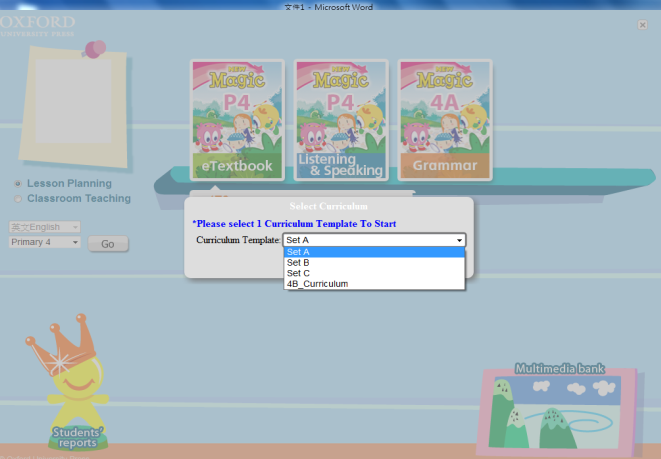 文件1 - Microsoft Word
OXFORD
UNIVERSITY PRESS
NEW
Magic
P4
eTextbook
NEW
Magic
P4
Listening
& Speaking
NEW
Magic
4A
Grammar
Lesson Planning
Classroom Teaching
英文English
Primary 4
Go
Select Curriculum
*Please select 1 Curriculum Template To Start
Curriculum Template:
Set A
Set A
Set B
Set C
4B_Curriculum
Multimedia bank
Students'
reports